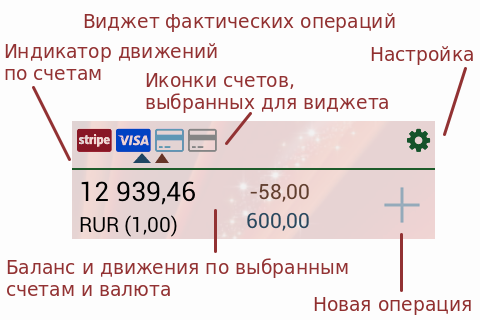 Виджет фактических операций
Индикатор движений
по счетам
Настройка
Иконки счетов,
выбранных для виджета
stripe VISA
12 939,46
-58,00
RUR (1,00)
600,00
Баланс и движения по выбранным
счетам и валюта
Новая операция